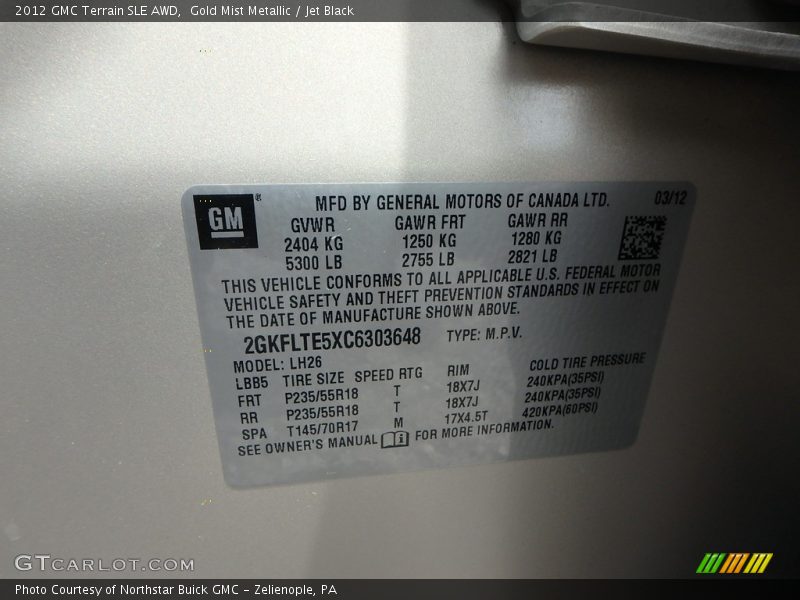 2012 GMC Terrain SLE AWD, Gold Mist Metallic / Jet Black
GM ®
MFD BY GENERAL MOTORS OF CANADA LTD. 03/12
GVWR GAWR FRT GAWR RR
2404 KG 1250 KG 1280 KG
5300 LB 2755 LB 2821 LB
THIS VEHICLE CONFORMS TO ALL APPLICABLE U.S. FEDERAL MOTOR
VEHICLE SAFETY AND THEFT PREVENTION STANDARDS IN EFFECT ON
THE DATE OF MANUFACTURE SHOWN ABOVE.
2GKFLTE5XC6303648 TYPE: M.P.V.
MODEL: LH26
LBB5 TIRE SIZE SPEED RTG RIM COLD TIRE PRESSURE
FRT P235/55R18 T 18X7J 240KPA(35PSI)
RR P235/55R18 T 18X7J 240KPA(35PSI)
SPA T145/70R17 M 17X4.5T 420KPA(60PSI)
SEE OWNER'S MANUAL FOR MORE INFORMATION.
GTCARLOT.COM
Photo Courtesy of Northstar Buick GMC - Zelienople, PA